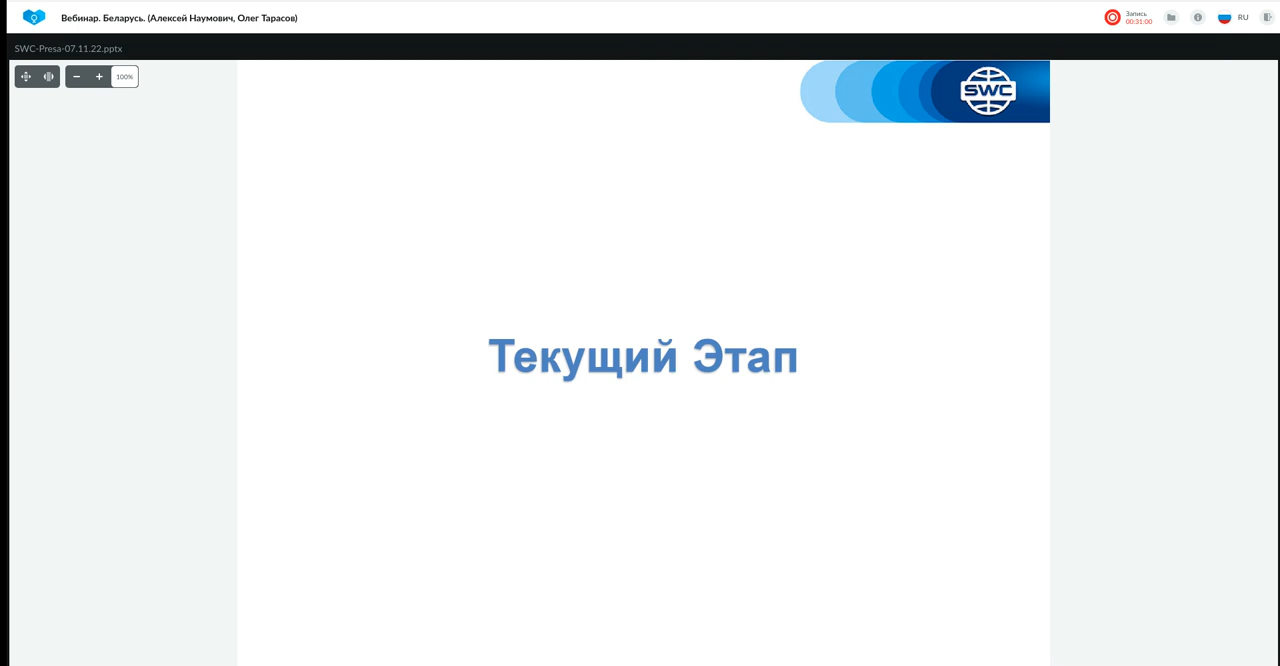 Вебинар. Беларусь. (Алексей Наумович, Олег Тарасов)
Запись
00:31:00
RU
SWC-Presa-07.11.22.pptx
100%
SWC
Текущий Этап